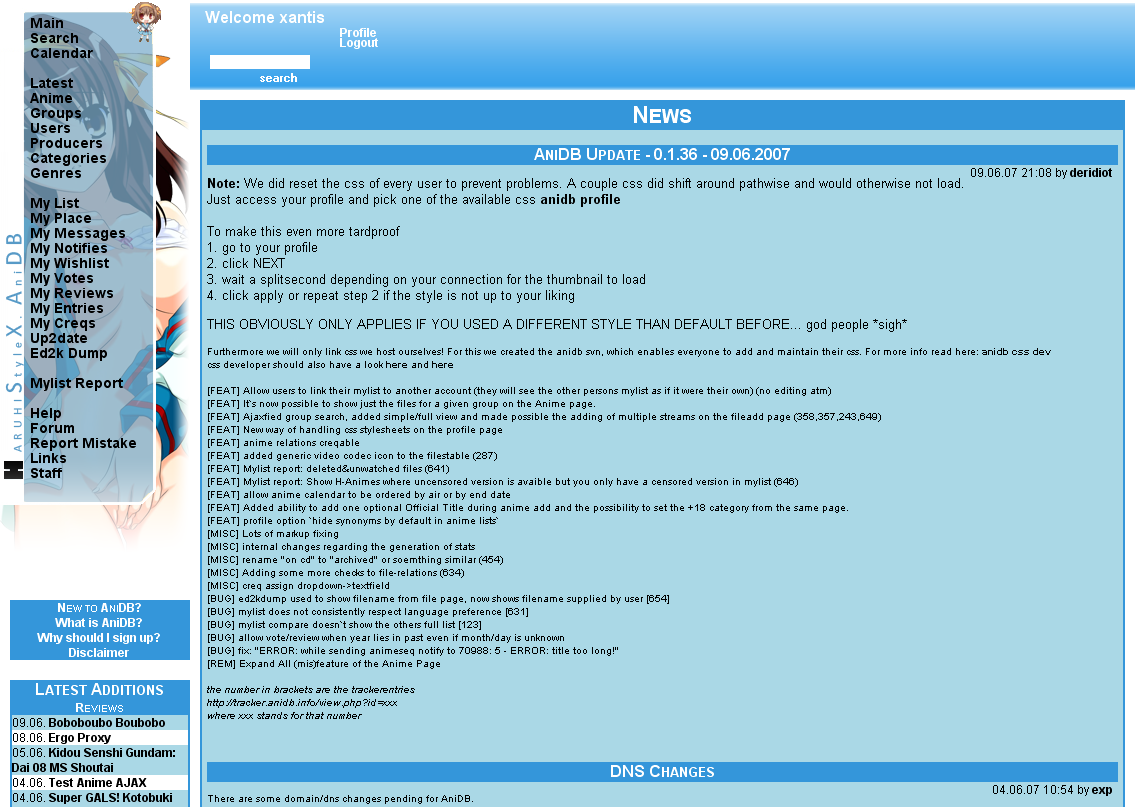 Main
Search
Calendar
Latest
Anime
Groups
Users
Producers
Categories
Genres
My List
My Place
My Messages
My Notifies
My Wishlist
My Votes
My Reviews
My Entries
My Creqs
Up2date
Ed2k Dump
Mylist Report
Help
Forum
Report Mistake
Links
Staff
HARUHISTyleX.AniDB
New to AniDB?
What is AniDB?
Why should I sign up?
Disclaimer
Latest Additions
Reviews
09.06. Boboboubo Boubobo
08.06. Ergo Proxy
05.06. Kidou Senshi Gundam:
Dai 08 MS Shoutai
04.06. Test Anime AJAX
04.06. Super GALS! Kotobuki
Welcome xantis
Profile
Logout
search
News
AniDB Update - 0.1.36 - 09.06.2007
09.06.07 21:08 by deridiot
Note: We did reset the css of every user to prevent problems. A couple css did shift around pathwise and would otherwise not load.
Just access your profile and pick one of the available css anidb profile
To make this even more tardproof
1. go to your profile
2. click NEXT
3. wait a splitsecond depending on your connection for the thumbnail to load
4. click apply or repeat step 2 if the style is not up to your liking
THIS OBVIOUSLY ONLY APPLIES IF YOU USED A DIFFERENT STYLE THAN DEFAULT BEFORE... god people *sigh*
Furthermore we will only link css we host ourselves! For this we created the anidb svn, which enables everyone to add and maintain their css. For more info read here: anidb css dev
css developer should also have a look here and here
[FEAT] Allow users to link their mylist to another account (they will see the other persons mylist as if it were their own) (no editing atm)
[FEAT] It's now possible to show just the files for a given group on the Anime page.
[FEAT] Ajaxfied group search, added simple/full view and made possible the adding of multiple streams on the fileadd page (358,357,243,649)
[FEAT] New way of handling css stylesheets on the profile page
[FEAT] anime relations creqable
[FEAT] added generic video codec icon to the filestable (287)
[FEAT] Mylist report: deleted&unwatched files (641)
[FEAT] Mylist report: Show H-Animes where uncensored version is avaible but you only have a censored version in mylist (646)
[FEAT] allow anime calendar to be ordered by air or by end date
[FEAT] Added ability to add one optional Official Title during anime add and the possibility to set the +18 category from the same page.
[FEAT] profile option `hide synonyms by default in anime lists`
[MISC] Lots of markup fixing
[MISC] internal changes regarding the generation of stats
[MISC] rename "on cd" to "archived" or soemthing similar (454)
[MISC] Adding some more checks to file-relations (634)
[MISC] creq assign dropdown->textfield
[BUG] ed2kdump used to show filename from file page, now shows filename supplied by user [654]
[BUG] mylist does not consistently respect language preference [631]
[BUG] mylist compare doesn`t show the others full list [123]
[BUG] allow vote/review when year lies in past even if month/day is unknown
[BUG] fix: "ERROR: while sending animeseq notify to 70988: 5 - ERROR: title too long!"
[REM] Expand All (mis)feature of the Anime Page
the number in brackets are the trackerentries
http://tracker.anidb.info/view.php?id=xxx
where xxx stands for that number
DNS Changes
04.06.07 10:54 by exp
There are some domain/dns changes pending for AniDB.